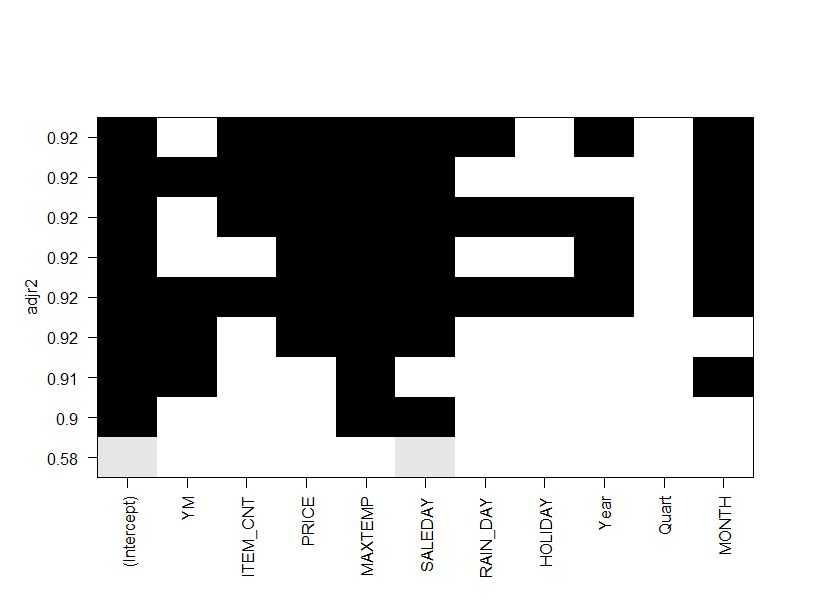 0.92
0.92
0.92
0.92
0.92
0.92
0.91
0.9
0.58
adjr2
(Intercept)
YM
ITEM_CNT
PRICE
MAXTEMP
SALEDAY
RAIN_DAY
HOLIDAY
Year
Quart
MONTH